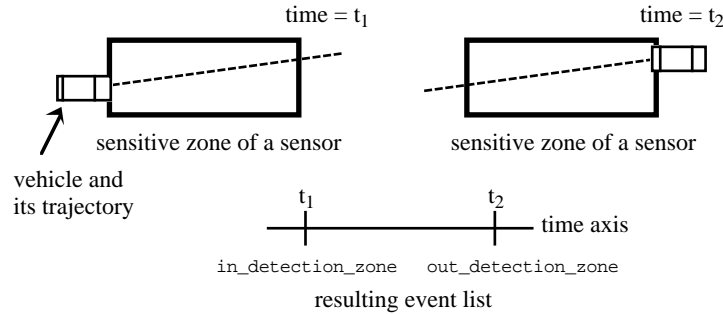 time = t1
time = t2
sensitive zone of a sensor
sensitive zone of a sensor
vehicle and
its trajectory
t1
t2
time axis
in_detection_zone
out_detection_zone
resulting event list